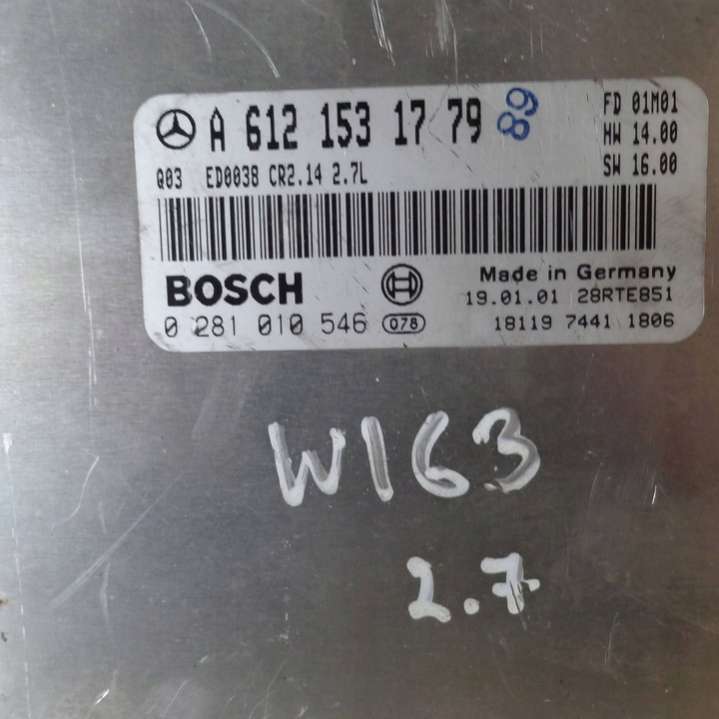 A 612 153 17 79 89
FD 01M01
HW 14.00
SW 16.00
Q03 ED0038 CR2.14 2.7L
BOSCH
Made in Germany
19.01.01 28RTE851
0 281 010 546 078
18119 7441 1806
W163
2.7